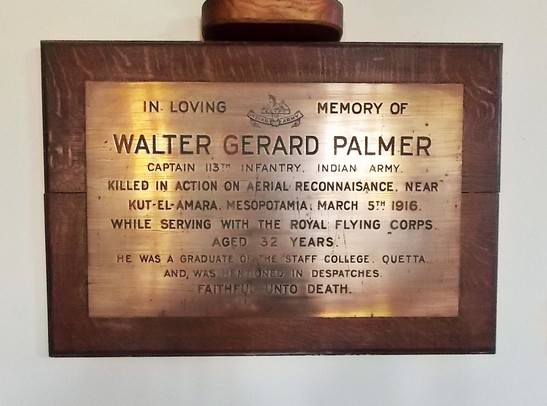 IN LOVING MEMORY OF
WALTER GERARD PALMER
CAPTAIN 113TH INFANTRY. INDIAN ARMY.
KILLED IN ACTION ON AERIAL RECONNAISANCE, NEAR
KUT-EL-AMARA, MESOPOTAMIA, MARCH 5TH 1916.
WHILE SERVING WITH THE ROYAL FLYING CORPS.
AGED 32 YEARS.
HE WAS A GRADUATE OF THE STAFF COLLEGE, QUETTA.
AND, WAS MENTIONED IN DESPATCHES.
FAITHFUL UNTO DEATH.